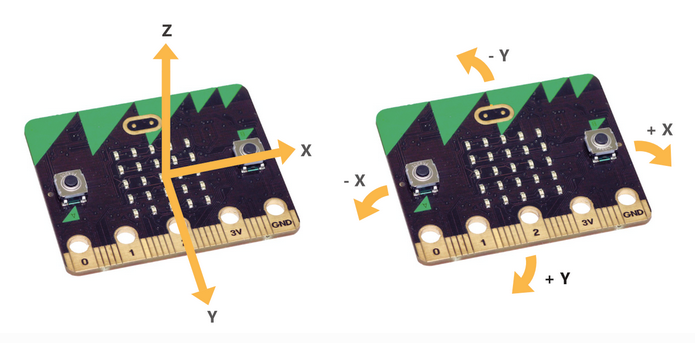 Z
X
Y
0
1
2
3V
GND
- Y
+ X
- X
+ Y
0
1
2
3V
GND